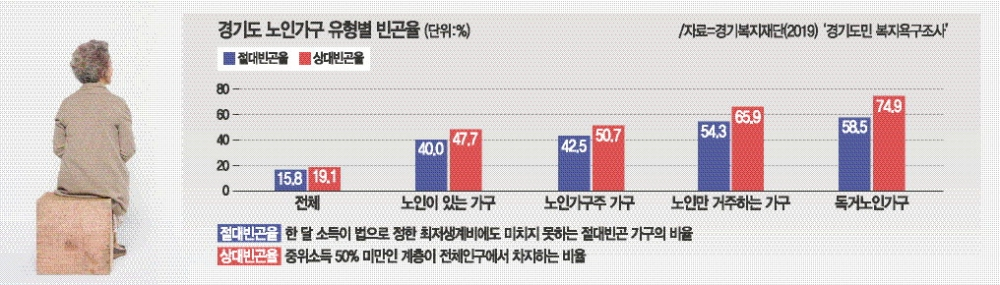 경기도 노인가구 유형별 빈곤율 (단위:%)
/자료=경기복지재단(2019) '경기도민 복지욕구조사'
절대빈곤율 상대빈곤율
80
60
40
20
0
15.8 19.1
40.0 47.7
42.5 50.7
54.3 65.9
58.5 74.9
전체 노인이 있는 가구 노인가구주 가구 노인만 거주하는 가구 독거노인가구
절대빈곤율 한 달 소득이 법으로 정한 최저생계비에도 미치지 못하는 절대빈곤 가구의 비율
상대빈곤율 중위소득 50% 미만인 계층이 전체인구에서 차지하는 비율